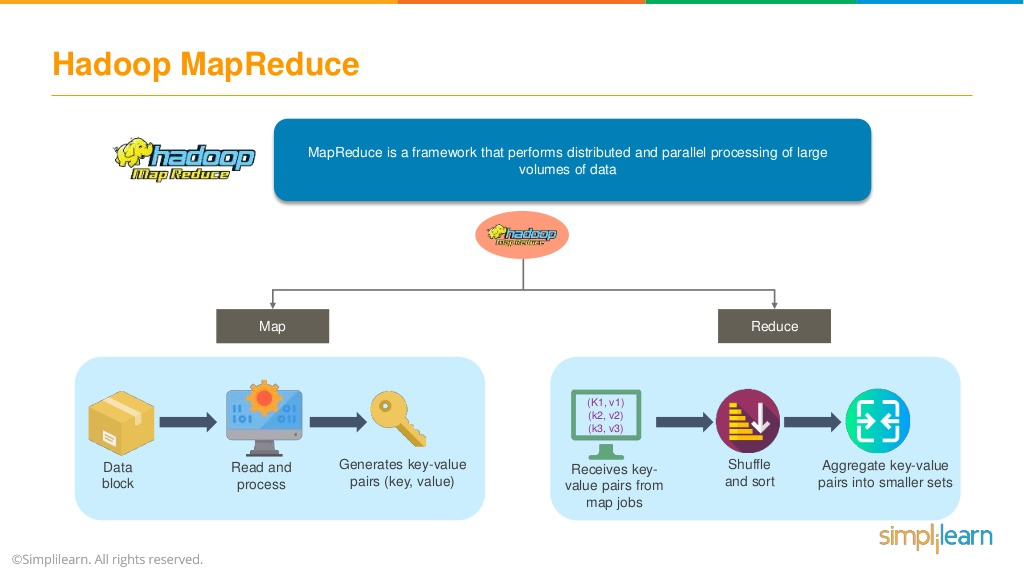 Hadoop MapReduce
hadoop
Map Reduce
MapReduce is a framework that performs distributed and parallel processing of large
volumes of data
hadoop
Map Reduce
Map
Reduce
Data
block
Read and
process
Generates key-value
pairs (key, value)
(K1, v1)
(k2, v2)
(k3, v3)
Receives key-
value pairs from
map jobs
Shuffle
and sort
Aggregate key-value
pairs into smaller sets
simplilearn
©Simplilearn. All rights reserved.